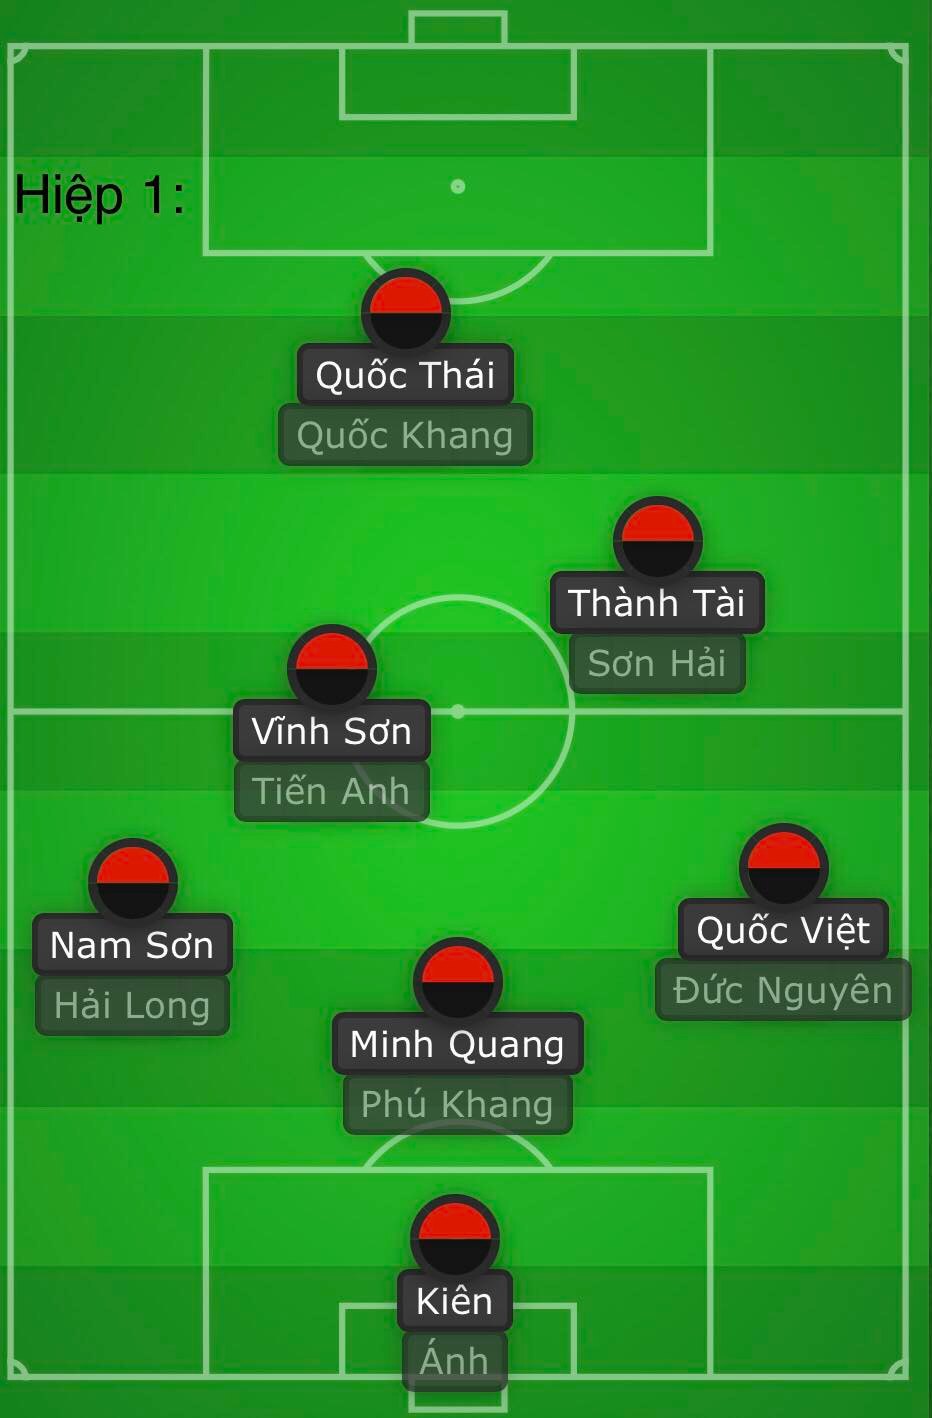 Hiệp 1:
Quốc Thái
Quốc Khang
Thành Tài
Sơn Hải
Vĩnh Sơn
Tiến Anh
Nam Sơn
Hải Long
Quốc Việt
Đức Nguyên
Minh Quang
Phú Khang
Kiên
Ánh